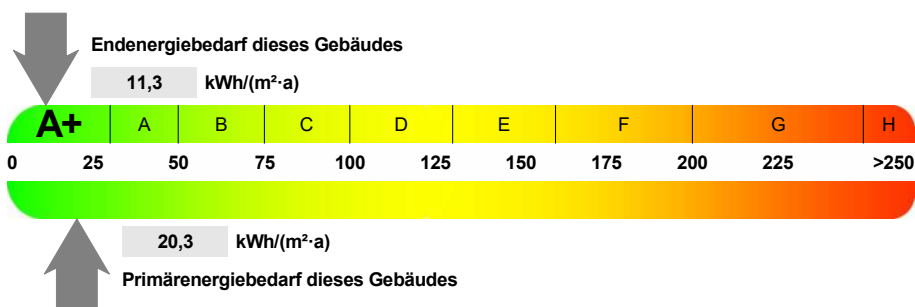 Endenergiebedarf dieses Gebäudes
11,3 kWh/(m²·a)
A+ A B C D E F G H
0 25 50 75 100 125 150 175 200 225 >250
20,3 kWh/(m²·a)
Primärenergiebedarf dieses Gebäudes